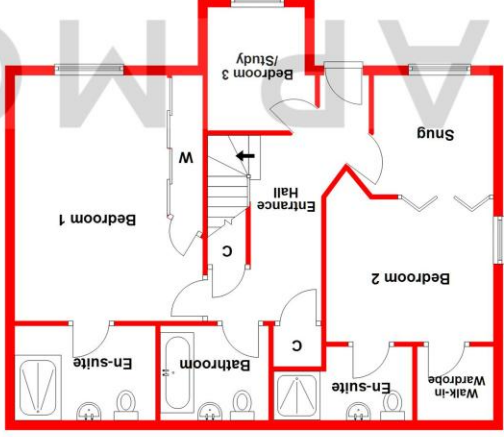 Walk-in
Wardrobe
En-suite
C
Bathroom
En-suite
Bedroom 2
C
Bedroom 1
Entrance
Hall
Snug
W
Bedroom 3
/Study